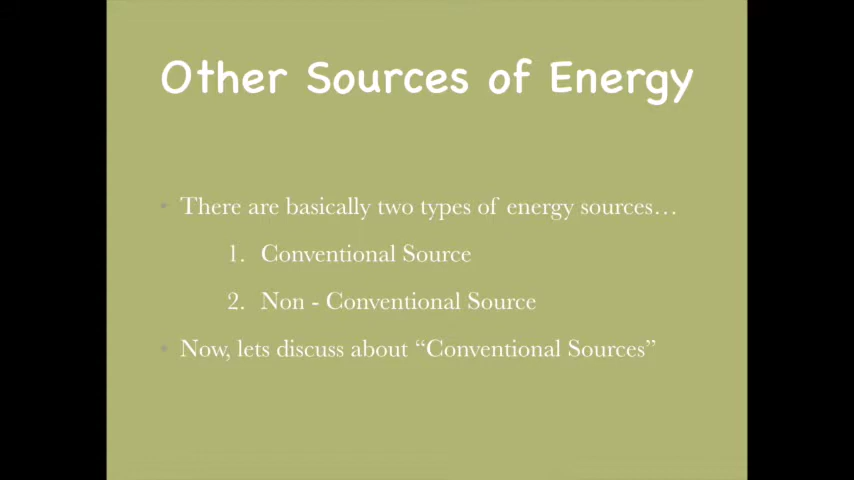 Other Sources of Energy
• There are basically two types of energy sources…
1. Conventional Source
2. Non - Conventional Source
• Now, lets discuss about “Conventional Sources”